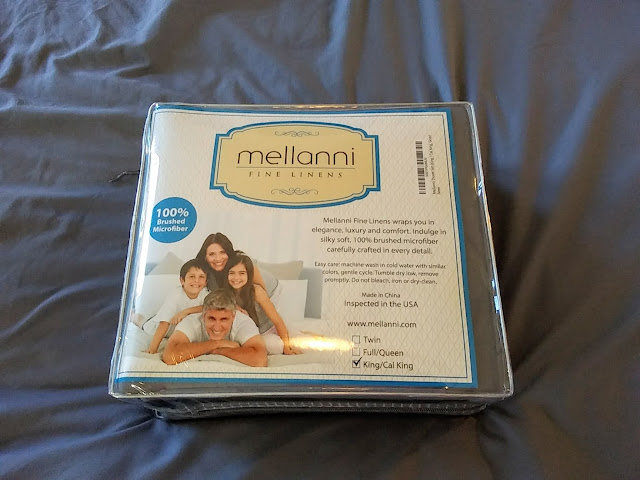 mellanni
FINE LINENS
100%
Brushed
Microfiber
Mellanni Fine Linens wraps you in
elegance, luxury and comfort. Indulge in
silky soft, 100% brushed microfiber
carefully crafted in every detail.
Easy care: machine wash in cold water with similar
colors, gentle cycle. Tumble dry low, remove
promptly. Do not bleach, iron or dry-clean.
Made in China
Inspected in the USA
www.mellanni.com
Twin
Full/Queen
King/Cal King